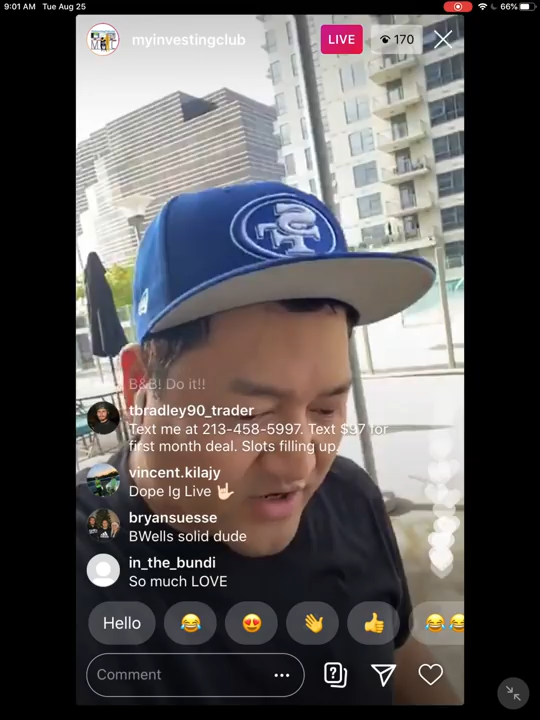 9:01 AM Tue Aug 25
66%
myinvestingclub
LIVE
170
SF
B&B! Do it!!
tbradley90_trader
Text me at 213-458-5997. Text $97 for
first month deal. Slots filling up.
vincent.kilajy
Dope Ig Live 🤟🏻
bryansuesse
BWells solid dude
in_the_bundi
So much LOVE
Hello 😂 😍 👋 👍 😂😂
Comment